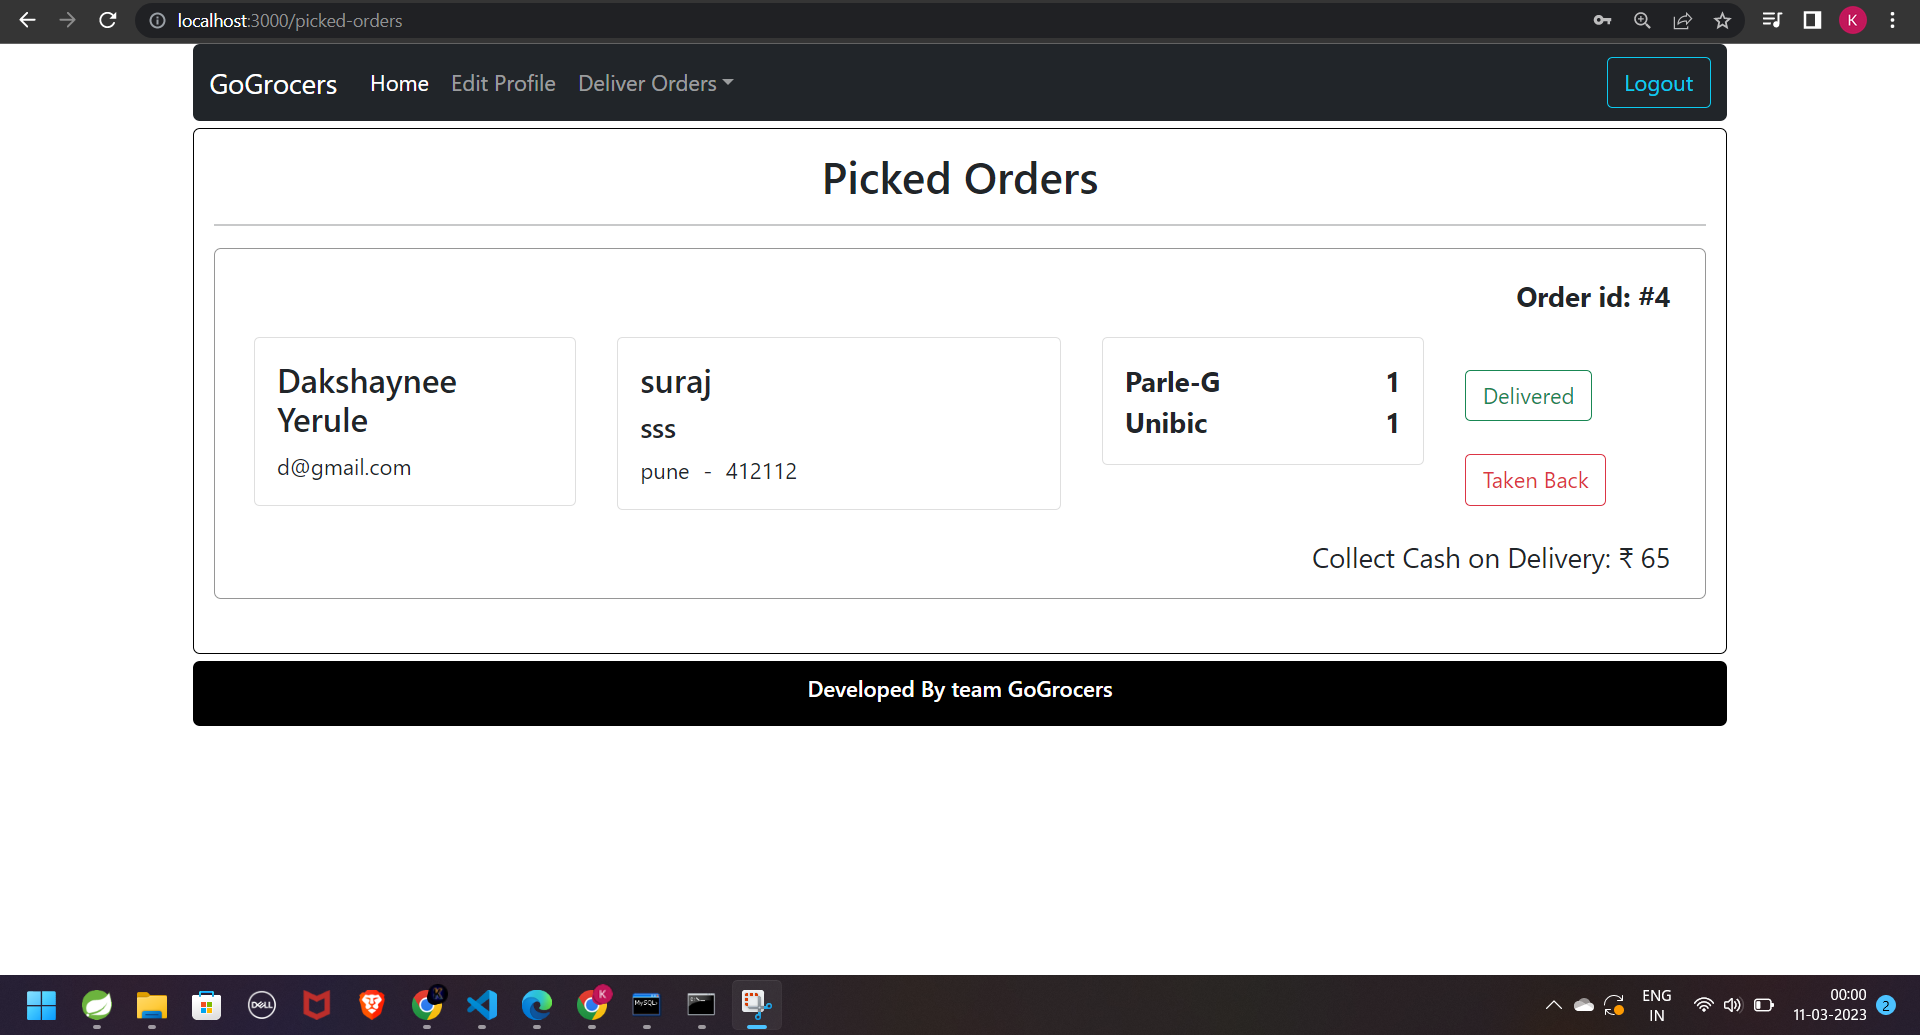 localhost:3000/picked-orders
K
GoGrocers Home Edit Profile Deliver Orders Logout
Picked Orders
Order id: #4
Dakshaynee
Yerule
d@gmail.com
suraj
sss
pune - 412112
Parle-G 1
Unibic 1
Delivered
Taken Back
Collect Cash on Delivery: ₹ 65
Developed By team GoGrocers
DELL
X
K
MySQL
ENG
IN
00:00
11-03-2023
2